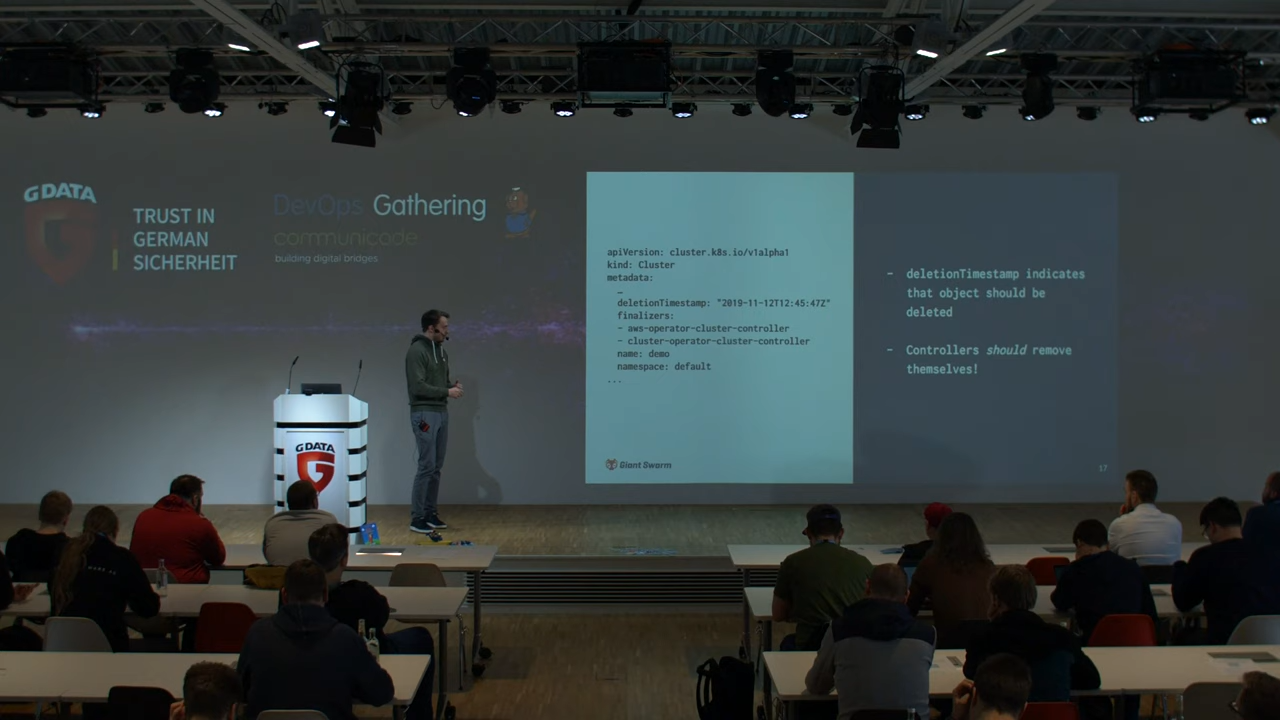 G DATA
TRUST IN
GERMAN
SICHERHEIT
DevOps Gathering
communicode
building digital bridges
apiVersion: cluster.k8s.io/v1alpha1
kind: Cluster
metadata:
…
deletionTimestamp: "2019-11-12T12:45:47Z"
finalizers:
- aws-operator-cluster-controller
- cluster-operator-cluster-controller
name: demo
namespace: default
...
Giant Swarm
- deletionTimestamp indicates
that object should be
deleted
- Controllers should remove
themselves!
17
G DATA